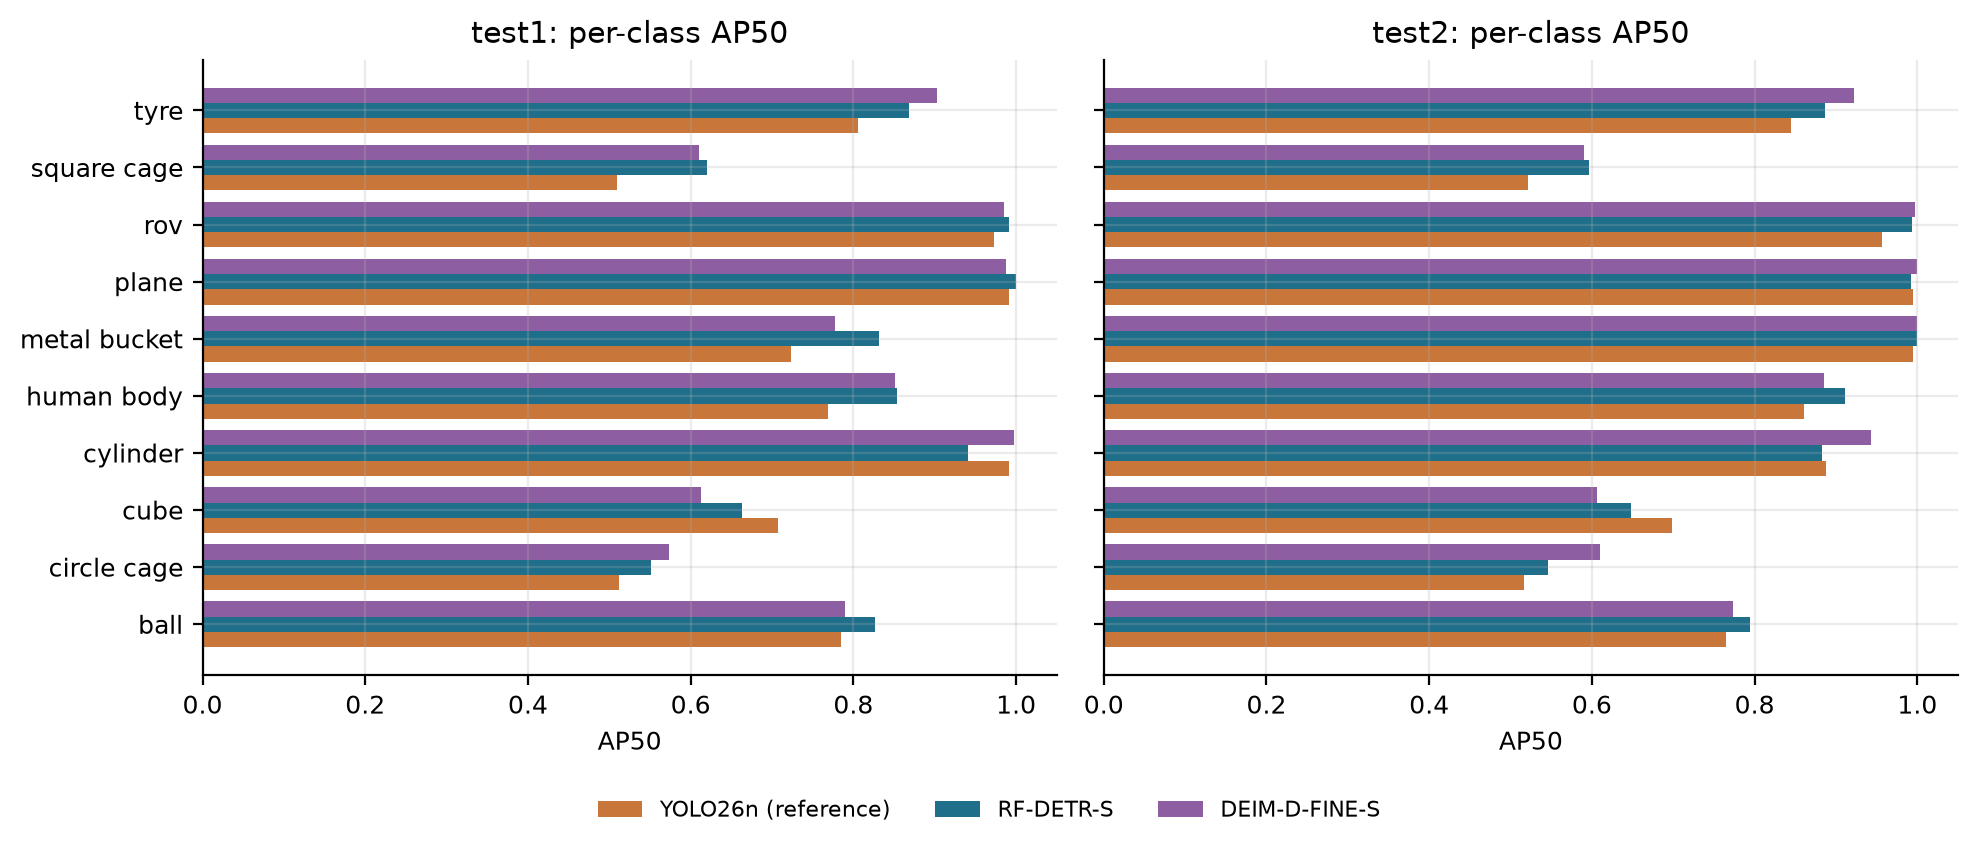 test1: per-class AP50
test2: per-class AP50
tyre
square cage
rov
plane
metal bucket
human body
cylinder
cube
circle cage
ball
0.0 0.2 0.4 0.6 0.8 1.0
0.0 0.2 0.4 0.6 0.8 1.0
AP50
AP50
YOLO26n (reference) RF-DETR-S DEIM-D-FINE-S